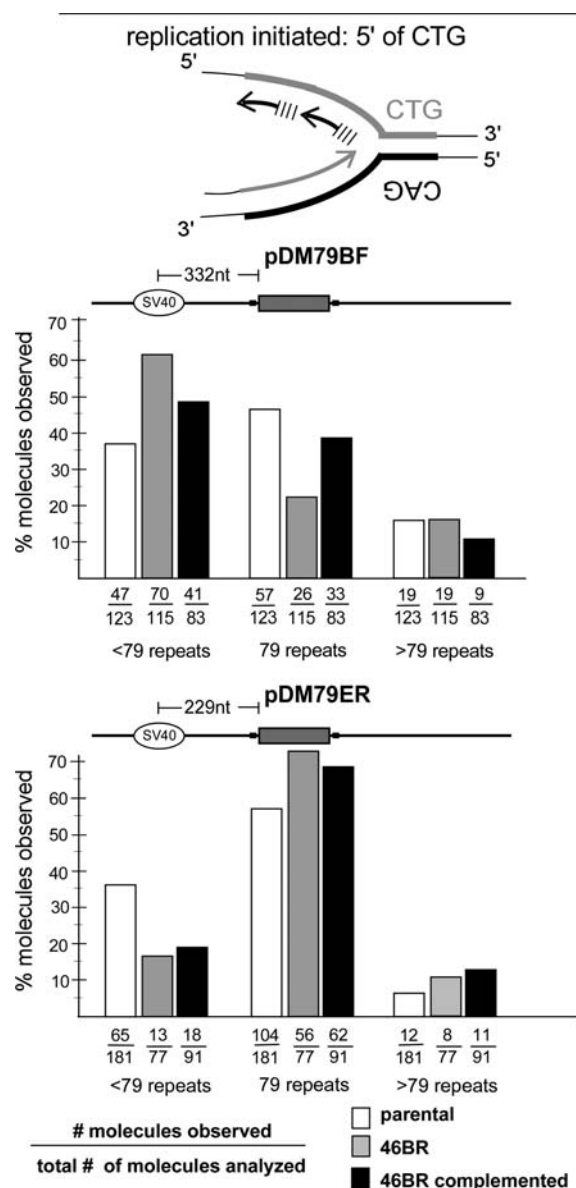 replication initiated: 5' of CTG
5'
CTG
3'
5'
CAG
3'
pDM79BF
332nt
SV40
% molecules observed
70
60
50
40
30
20
10
47 70 41 57 26 33 19 19 9
123 115 83 123 115 83 123 115 83
<79 repeats 79 repeats >79 repeats
pDM79ER
229nt
SV40
% molecules observed
70
60
50
40
30
20
10
65 13 18 104 56 62 12 8 11
181 77 91 181 77 91 181 77 91
<79 repeats 79 repeats >79 repeats
# molecules observed
total # of molecules analyzed
parental
46BR
46BR complemented